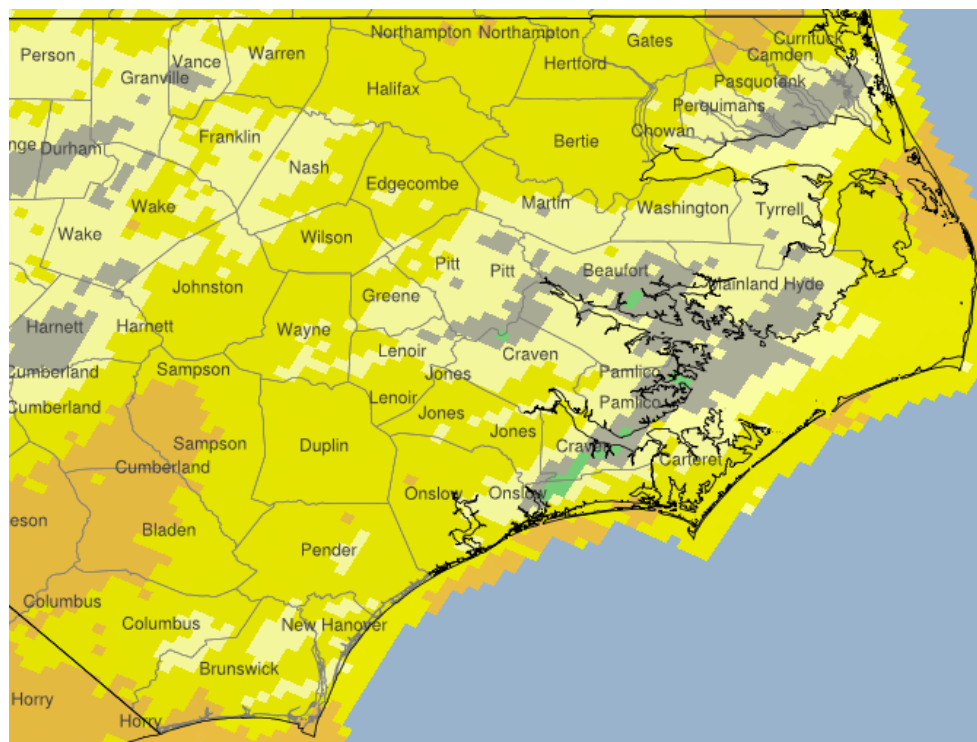 Northampton Northampton
Currituck
Gates
Person
Vance
Warren
Camden
Hertford
Granville
Pasquotank
Halifax
Perquimans
Chowan
Franklin
Bertie
nge
Durham
Nash
Edgecombe
Wake
Martin
Washington
Tyrrell
Wake
Wilson
Pitt
Pitt
Beaufort
Mainland Hyde
Johnston
Greene
Harnett
Harnett
Wayne
Lenoir
Craven
Cumberland
Sampson
Jones
Pamlico
Cumberland
Lenoir
Jones
Pamlico
Jones
Sampson
Duplin
Craven
Carteret
Cumberland
Onslow
Onslow
eson
Bladen
Pender
Columbus
Columbus
New Hanover
Brunswick
Horry
Horry